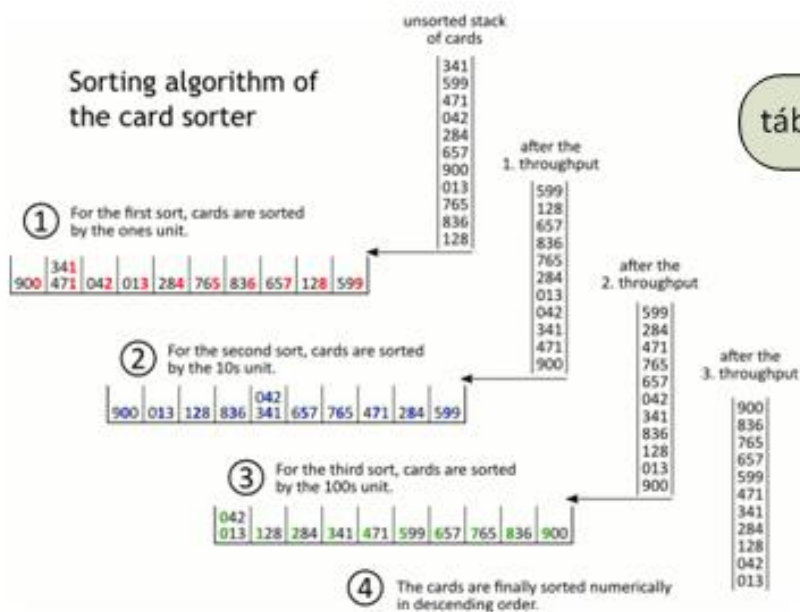 unsorted stack
of cards
Sorting algorithm of
the card sorter
341
599
471
042
284
657
900
013
765
836
128
táb
after the
1. throughput
599
128
657
836
765
284
013
042
341
471
900
1 For the first sort, cards are sorted
by the ones unit.
341
900 471 042 013 284 765 836 657 128 599
after the
2. throughput
599
284
471
765
657
042
341
836
128
013
900
2 For the second sort, cards are sorted
by the 10s unit.
042
900 013 128 836 341 657 765 471 284 599
after the
3. throughput
900
836
765
657
599
471
341
284
128
042
013
3 For the third sort, cards are sorted
by the 100s unit.
042
013 128 284 341 471 599 657 765 836 900
4 The cards are finally sorted numerically
in descending order.